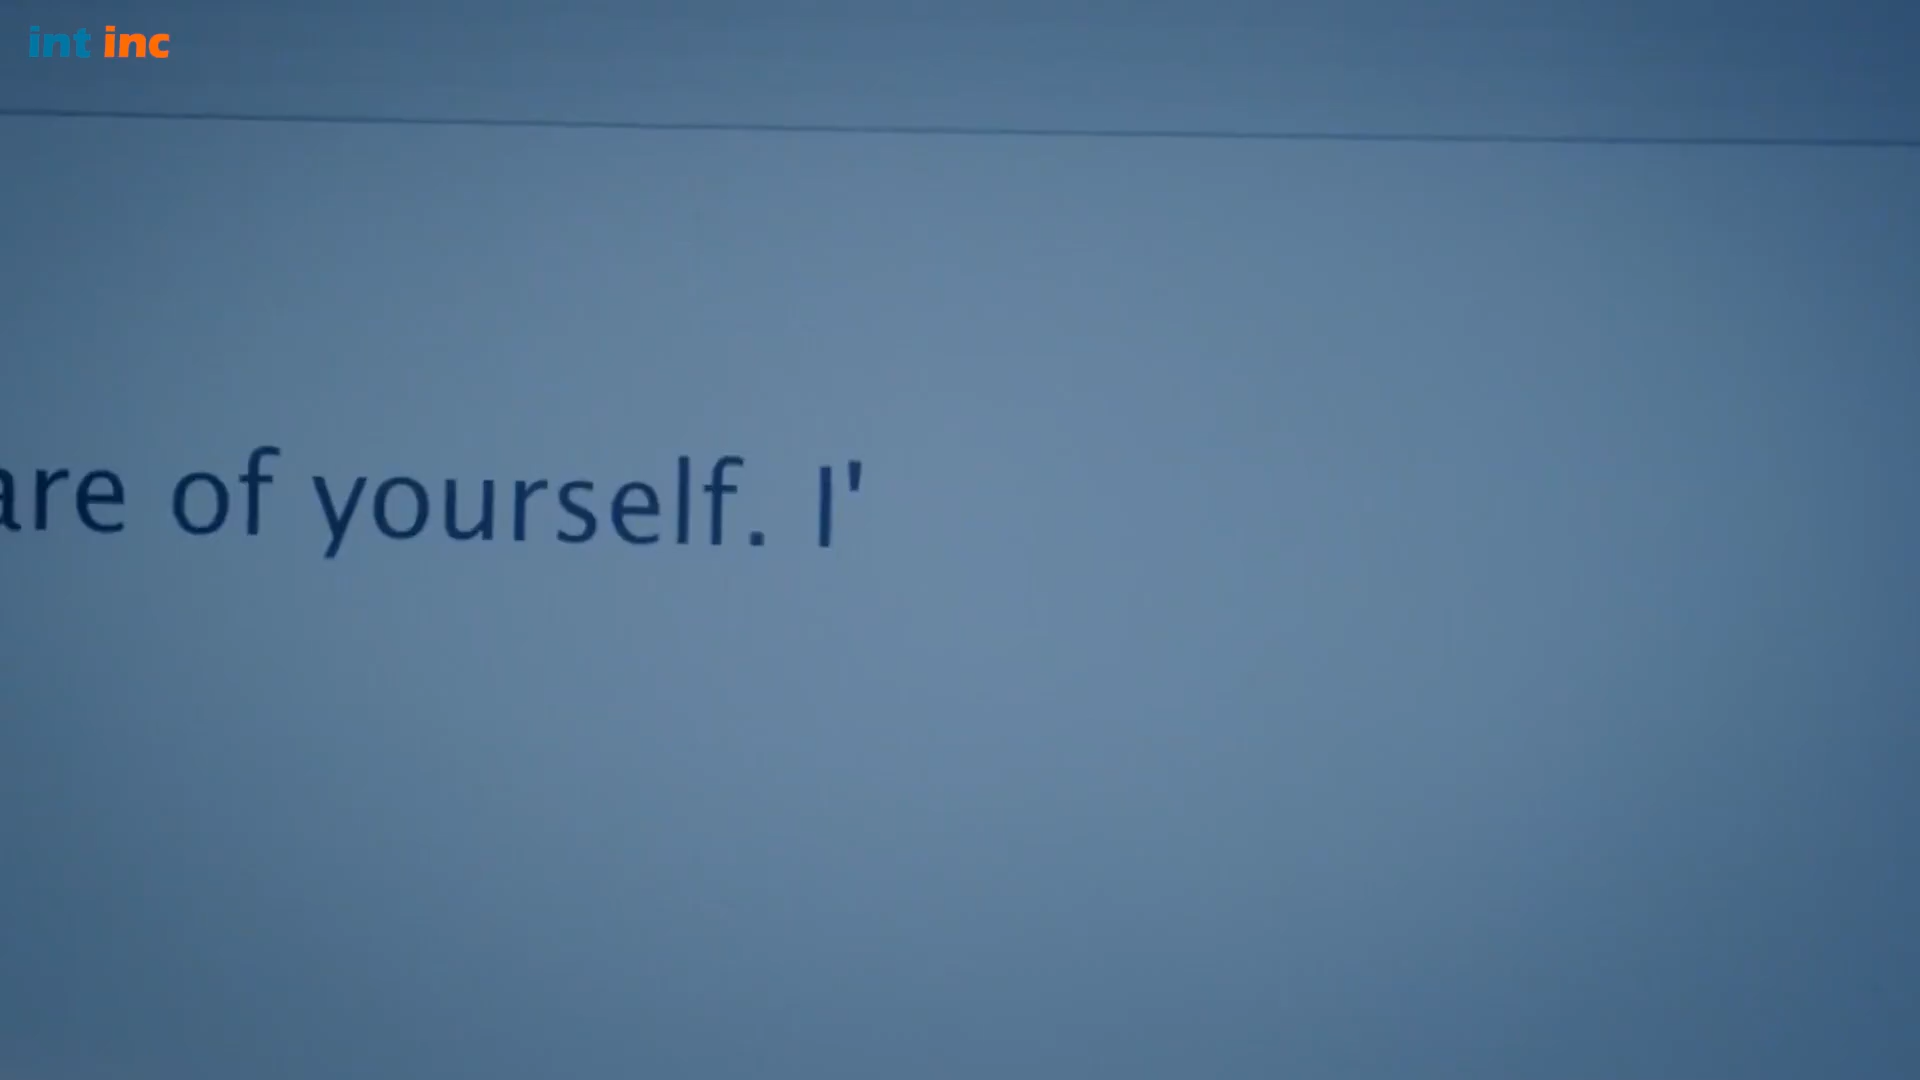 int inc
are of yourself. I'